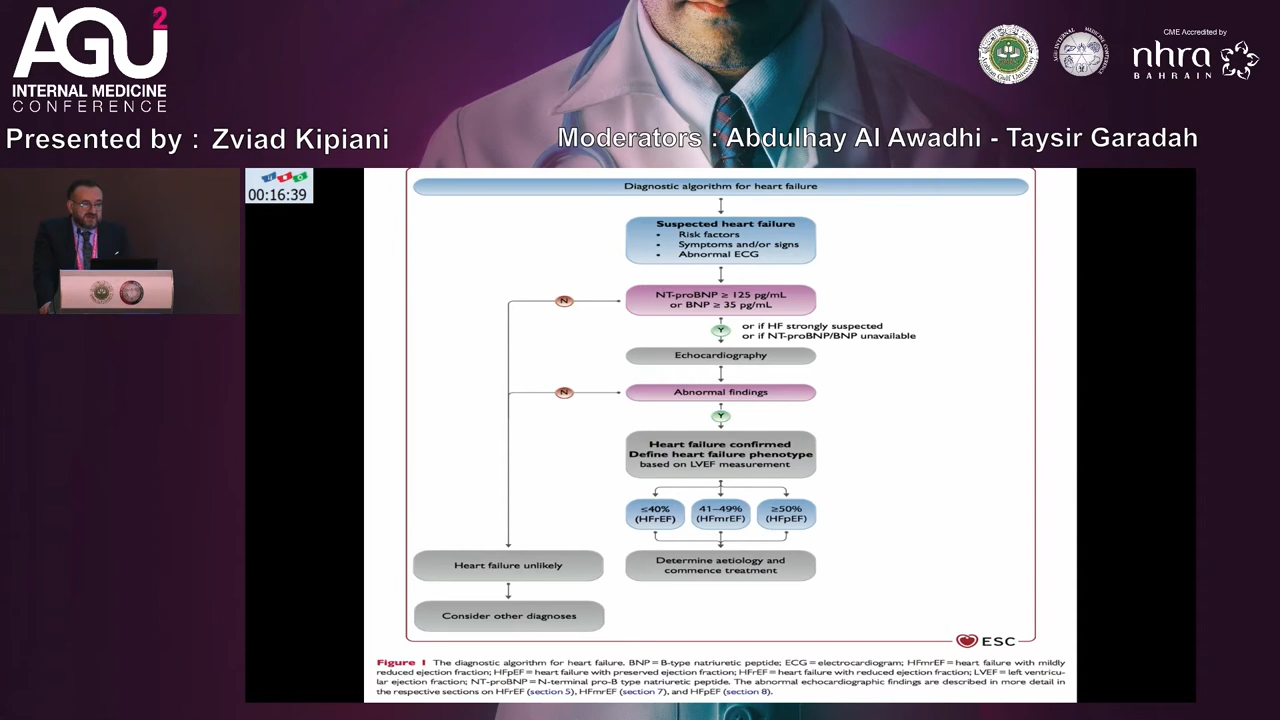 AGU2
INTERNAL MEDICINE
CONFERENCE
CME Accredited by
nhra
BAHRAIN
Presented by : Zviad Kipiani
Moderators : Abdulhay Al Awadhi - Taysir Garadah
00:16:39
Diagnostic algorithm for heart failure
Suspected heart failure
• Risk factors
• Symptoms and/or signs
• Abnormal ECG
N
NT-proBNP ≥ 125 pg/mL
or BNP ≥ 35 pg/mL
Y
or if HF strongly suspected
or if NT-proBNP/BNP unavailable
Echocardiography
N
Abnormal findings
Y
Heart failure confirmed
Define heart failure phenotype
based on LVEF measurement
≤40%
(HFrEF)
41–49%
(HFmrEF)
≥50%
(HFpEF)
Heart failure unlikely
Determine aetiology and
commence treatment
Consider other diagnoses
ESC
Figure 1 The diagnostic algorithm for heart failure. BNP = B-type natriuretic peptide; ECG = electrocardiogram; HFmrEF = heart failure with mildly
reduced ejection fraction; HFpEF = heart failure with preserved ejection fraction; HFrEF = heart failure with reduced ejection fraction; LVEF = left ventricu-
lar ejection fraction; NT-proBNP = N-terminal pro-B type natriuretic peptide. The abnormal echocardiographic findings are described in more detail in
the respective sections on HFrEF (section 5), HFmrEF (section 7), and HFpEF (section 8).